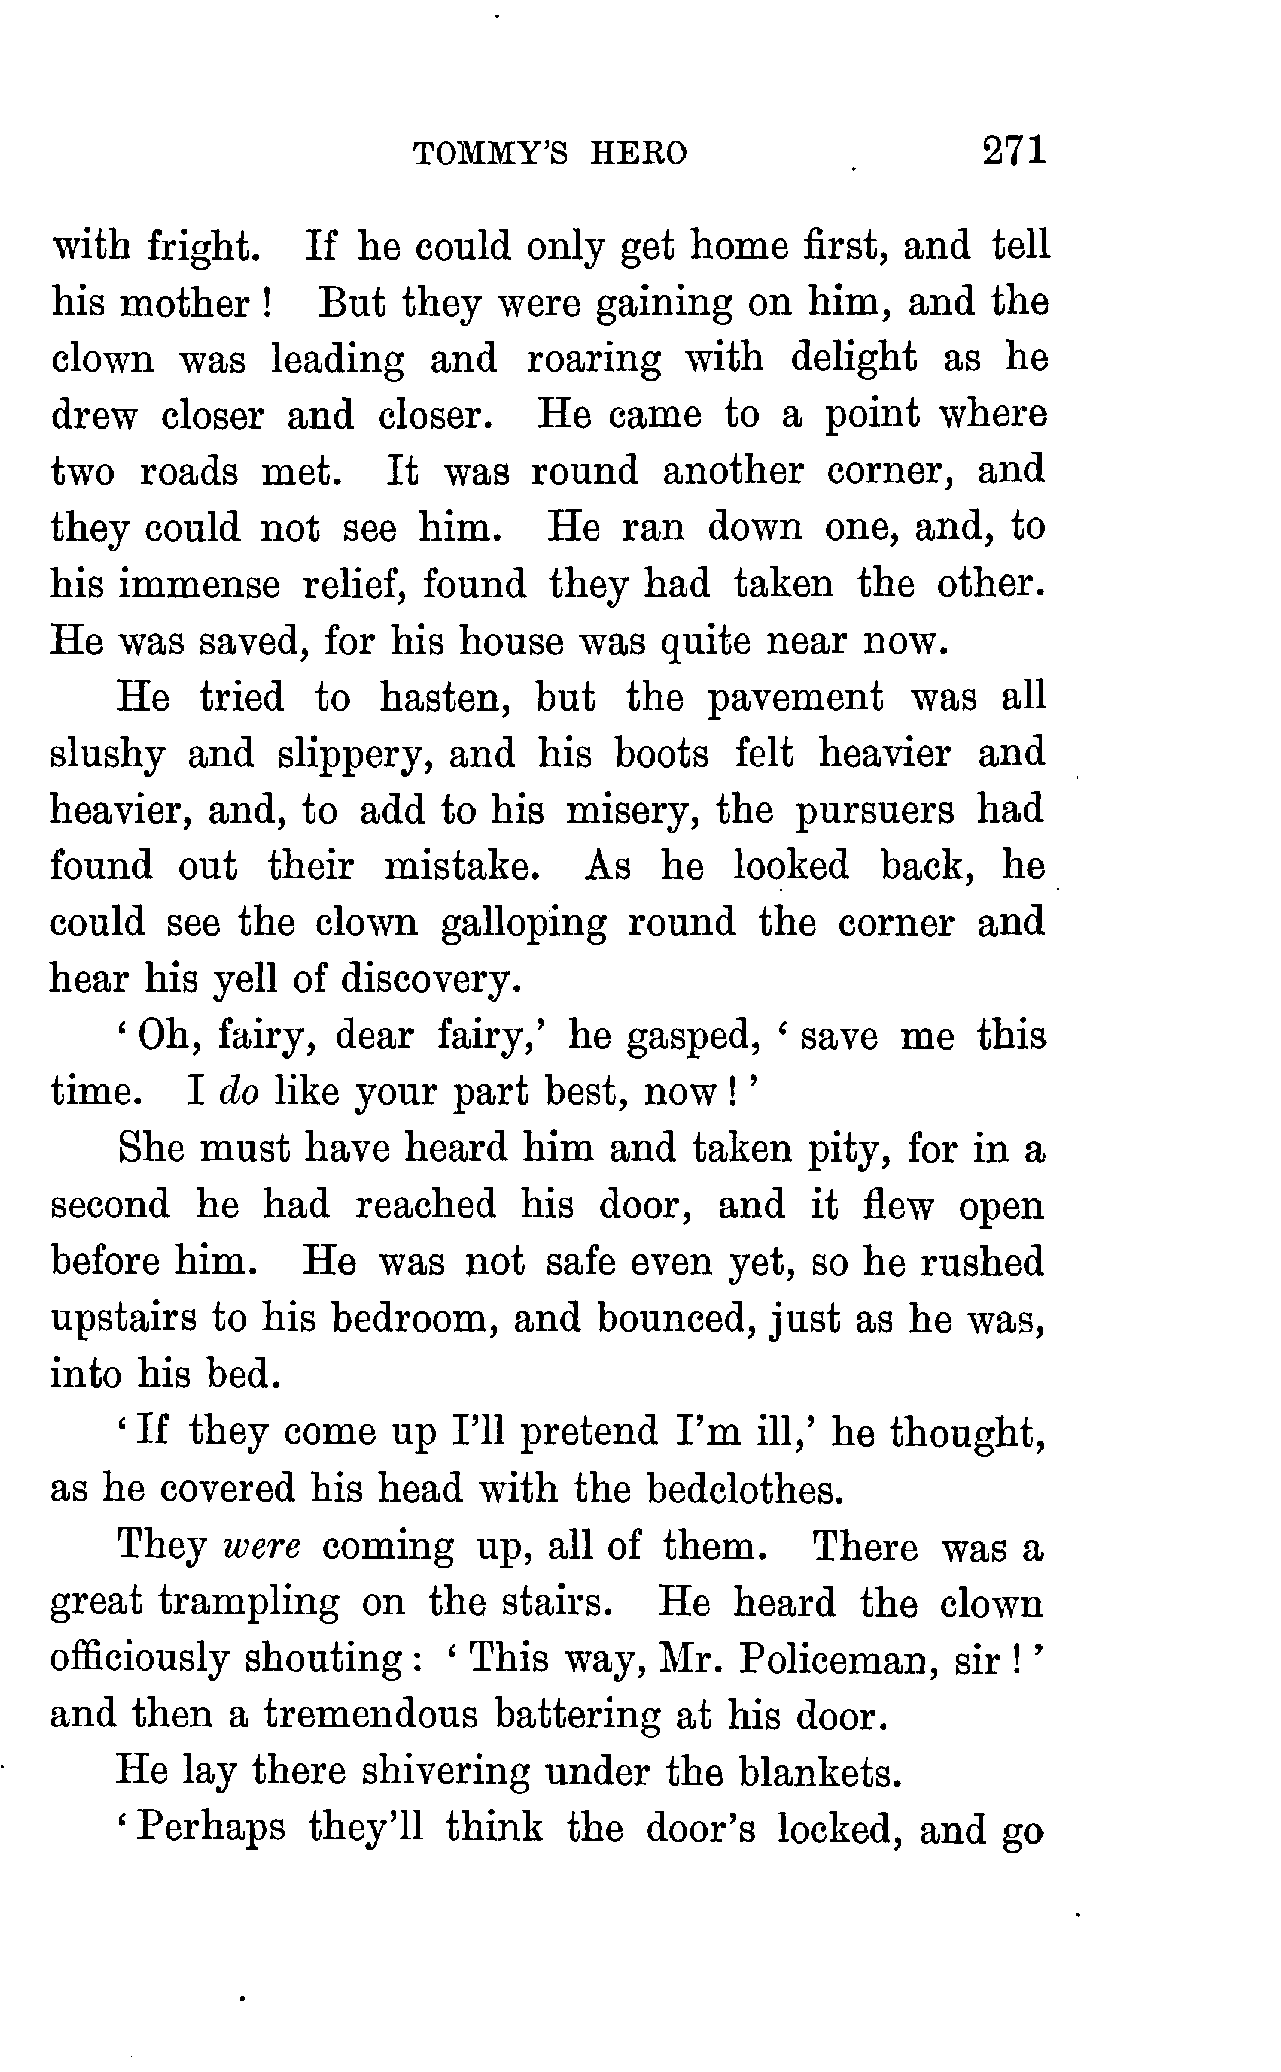 TOMMY'S HERO 271
with fright. If he could only get home first, and tell
his mother ! But they were gaining on him, and the
clown was leading and roaring with delight as he
drew closer and closer. He came to a point where
two roads met. It was round another corner, and
they could not see him. He ran down one, and, to
his immense relief, found they had taken the other.
He was saved, for his house was quite near now.
He tried to hasten, but the pavement was all
slushy and slippery, and his boots felt heavier and
heavier, and, to add to his misery, the pursuers had
found out their mistake. As he looked back, he
could see the clown galloping round the corner and
hear his yell of discovery.
‘ Oh, fairy, dear fairy,’ he gasped, ‘ save me this
time. I do like your part best, now ! ’
She must have heard him and taken pity, for in a
second he had reached his door, and it flew open
before him. He was not safe even yet, so he rushed
upstairs to his bedroom, and bounced, just as he was,
into his bed.
‘ If they come up I’ll pretend I’m ill,’ he thought,
as he covered his head with the bedclothes.
They were coming up, all of them. There was a
great trampling on the stairs. He heard the clown
officiously shouting : ‘ This way, Mr. Policeman, sir ! ’
and then a tremendous battering at his door.
He lay there shivering under the blankets.
‘ Perhaps they’ll think the door’s locked, and go